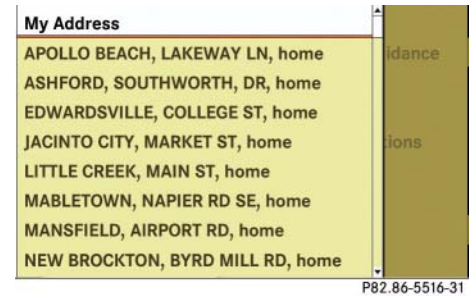 My Address
APOLLO BEACH, LAKEWAY LN, home
idance
ASHFORD, SOUTHWORTH, DR, home
EDWARDSVILLE, COLLEGE ST, home
JACINTO CITY, MARKET ST, home
tions
LITTLE CREEK, MAIN ST, home
MABLETOWN, NAPIER RD SE, home
MANSFIELD, AIRPORT RD, home
NEW BROCKTON, BYRD MILL RD, home
P82.86-5516-31